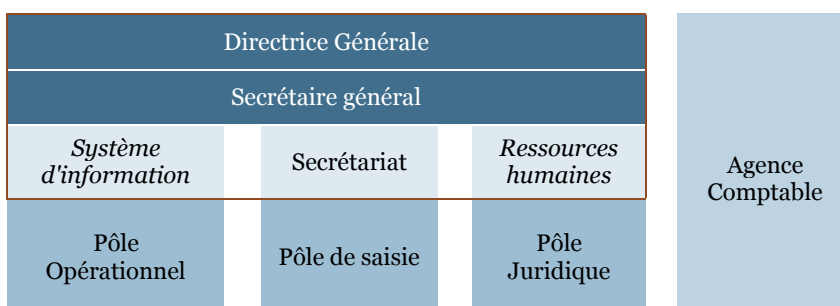 Directrice Générale
Secrétaire général
Système
d'information
Secrétariat
Ressources
humaines
Agence
Comptable
Pôle
Opérationnel
Pôle de saisie
Pôle
Juridique